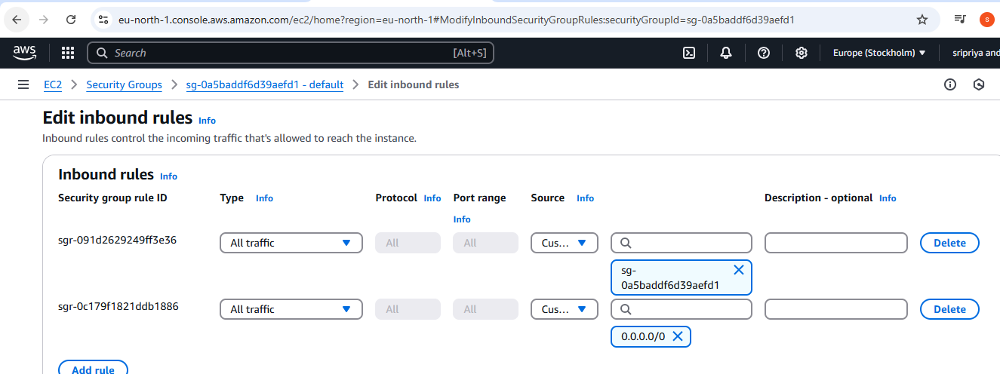 eu-north-1.console.aws.amazon.com/ec2/home?region=eu-north-1#ModifyInboundSecurityGroupRules:securityGroupId=sg-0a5baddf6d39aefd1
S
aws
Search
[Alt+S]
Europe (Stockholm)
sripriya and
EC2 > Security Groups > sg-0a5baddf6d39aefd1 - default > Edit inbound rules
Edit inbound rules Info
Inbound rules control the incoming traffic that's allowed to reach the instance.
Inbound rules Info
Security group rule ID Type Info Protocol Info Port range Source Info Description - optional Info
Info
sgr-091d2629249ff3e36 All traffic All All Cus... Delete
sg-
0a5baddf6d39aefd1
sgr-0c179f1821ddb1886 All traffic All All Cus... Delete
0.0.0.0/0
Add rule